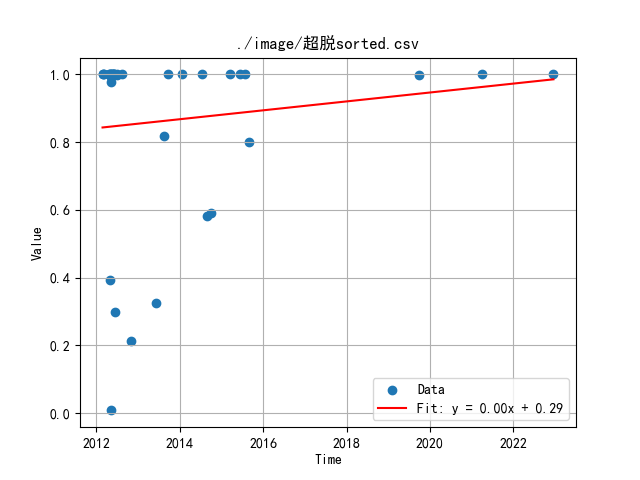 ./image/超脱sorted.csv
1.0
0.8
0.6
0.4
0.2
0.0
Value
2012 2014 2016 2018 2020 2022
Time
Data
Fit: y = 0.00x + 0.29